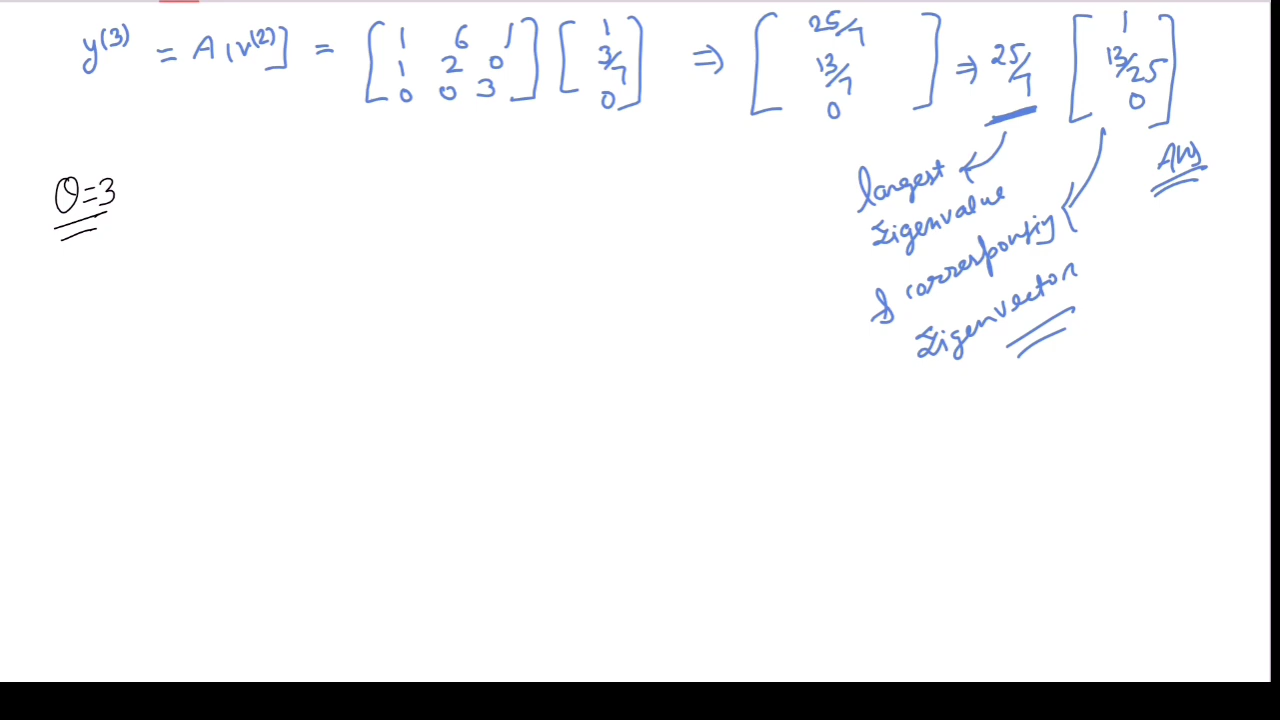 y⁽³⁾ = A[v⁽²⁾] = [1 6 1; 1 2 0; 0 0 3] [1; 3/7; 0] ⇒ [25/7; 13/7; 0] ⇒ 25/7 [1; 13/25; 0]
Ans
largest
Eigenvalue
& corresponfiy
Eigenvector
Q=3